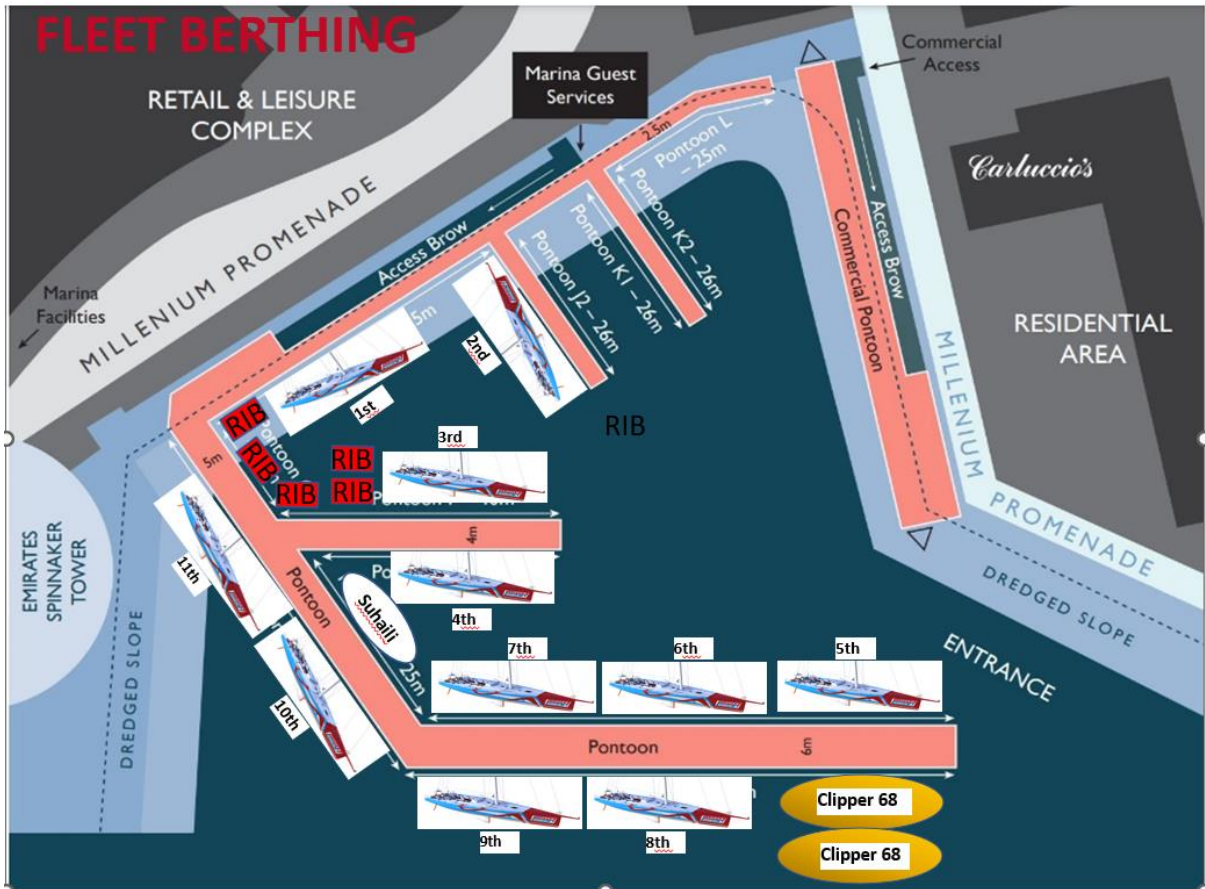 FLEET BERTHING
Commercial
Access
Marina Guest
Services
RETAIL & LEISURE
COMPLEX
2.5m
Pontoon L
– 25m
Carluccio's
MILLENIUM PROMENADE
Access Brow
Pontoon K2 – 26m
Pontoon K1 – 26m
Pontoon J2 – 26m
Commercial Pontoon
Access Brow
Marina
Facilities
5m
2nd
1st
RESIDENTIAL
AREA
MILLENIUM PROMENADE
RIB
RIB
RIB
RIB
RIB
RIB
Pontoon
5m
3rd
4m
EMIRATES
SPINNAKER
TOWER
11th
Pontoon
Suhaili
4th
25m
DREDGED SLOPE
DREDGED SLOPE
ENTRANCE
7th
6th
5th
10th
Pontoon
6m
9th
8th
Clipper 68
Clipper 68